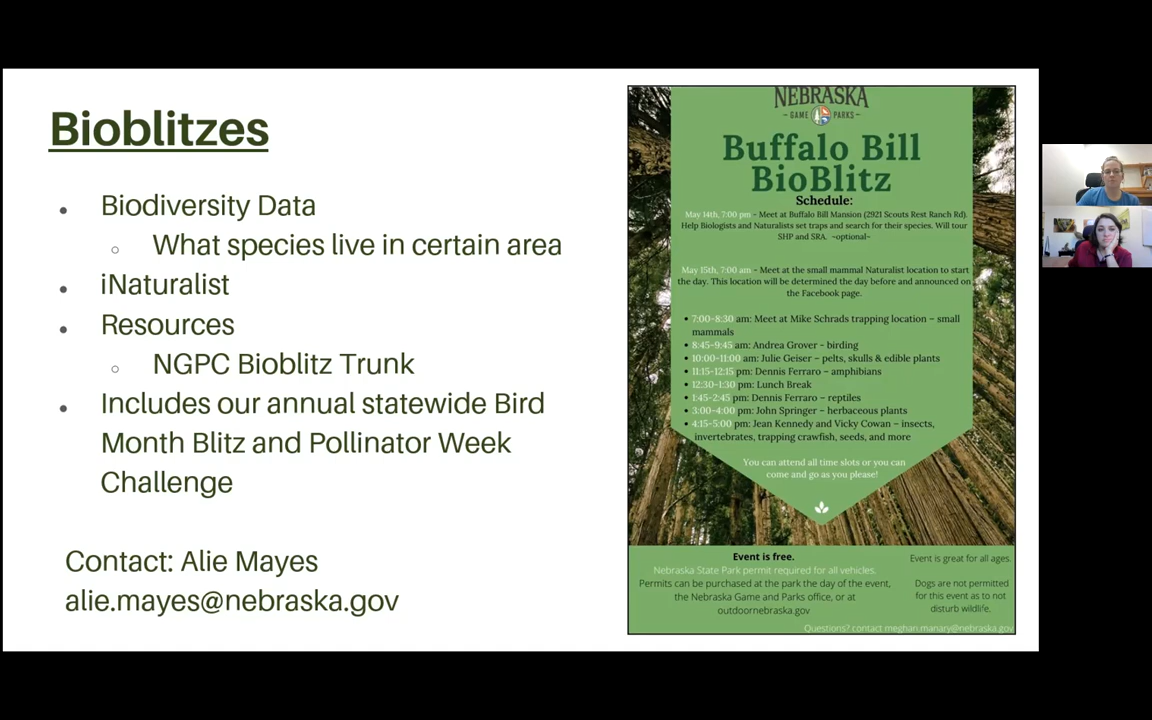 Bioblitzes
Biodiversity Data
What species live in certain area
iNaturalist
Resources
NGPC Bioblitz Trunk
Includes our annual statewide Bird
Month Blitz and Pollinator Week
Challenge
Contact: Alie Mayes
alie.mayes@nebraska.gov
NEBRASKA
GAME PARKS
Buffalo Bill
BioBlitz
Schedule:
May 14th, 7:00 pm - Meet at Buffalo Bill Mansion (2921 Scouts Rest Ranch Rd).
Help Biologists and Naturalists set traps and search for their species. Will tour
SHP and SRA. ~optional~
May 15th, 7:00 am - Meet at the small mammal Naturalist location to start
the day. This location will be determined the day before and announced on
the Facebook page.
7:00-8:30 am: Meet at Mike Schrads trapping location – small
mammals
8:45-9:45 am: Andrea Grover - birding
10:00-11:00 am: Julie Geiser – pelts, skulls & edible plants
11:15-12:15 pm: Dennis Ferraro – amphibians
12:30-1:30 pm: Lunch Break
1:45-2:45 pm: Dennis Ferraro – reptiles
3:00-4:00 pm: John Springer – herbaceous plants
4:15-5:00 pm: Jean Kennedy and Vicky Cowan – insects,
invertebrates, trapping crawfish, seeds, and more
You can attend all time slots or you can
come and go as you please!
Event is free.
Nebraska State Park permit required for all vehicles.
Permits can be purchased at the park the day of the event,
the Nebraska Game and Parks office, or at
outdoornebraska.gov
Event is great for all ages.
Dogs are not permitted
for this event as to not
disturb wildlife.
Questions? contact meghan.manary@nebraska.gov